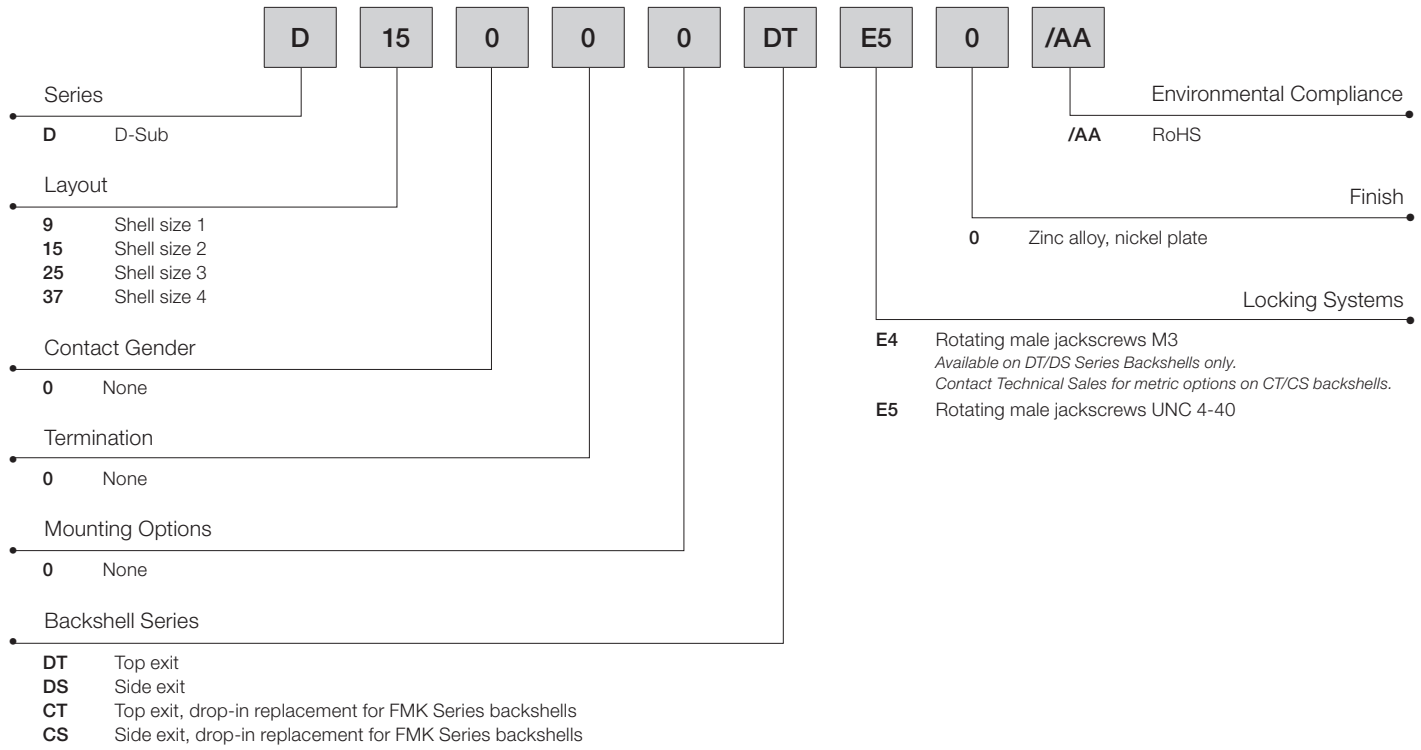 D 15 0 0 0 DT E5 0 /AA
Series
D D-Sub
Layout
9 Shell size 1
15 Shell size 2
25 Shell size 3
37 Shell size 4
Contact Gender
0 None
Termination
0 None
Mounting Options
0 None
Backshell Series
DT Top exit
DS Side exit
CT Top exit, drop-in replacement for FMK Series backshells
CS Side exit, drop-in replacement for FMK Series backshells
Environmental Compliance
/AA RoHS
Finish
0 Zinc alloy, nickel plate
Locking Systems
E4 Rotating male jackscrews M3
Available on DT/DS Series Backshells only.
Contact Technical Sales for metric options on CT/CS backshells.
E5 Rotating male jackscrews UNC 4-40